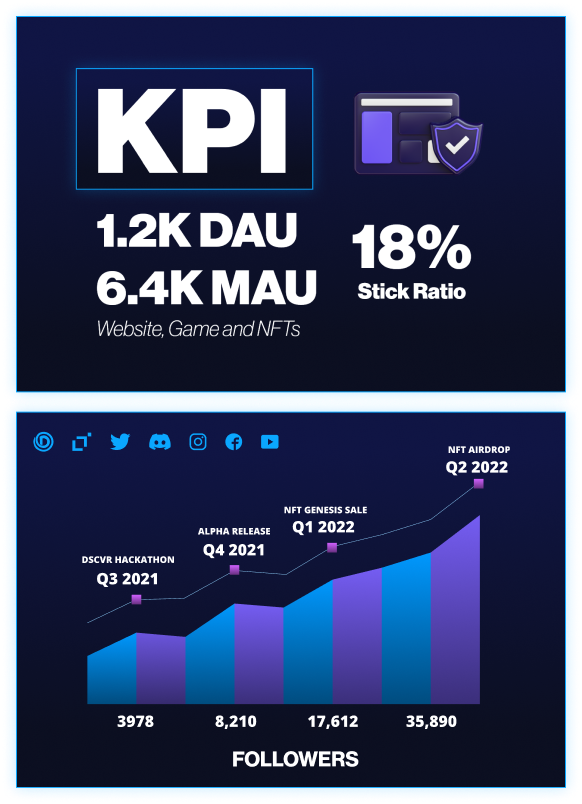 KPI
1.2K DAU
6.4K MAU
Website, Game and NFTs
18%
Stick Ratio
NFT AIRDROP
Q2 2022
NFT GENESIS SALE
Q1 2022
ALPHA RELEASE
Q4 2021
DSCVR HACKATHON
Q3 2021
3978 8,210 17,612 35,890
FOLLOWERS